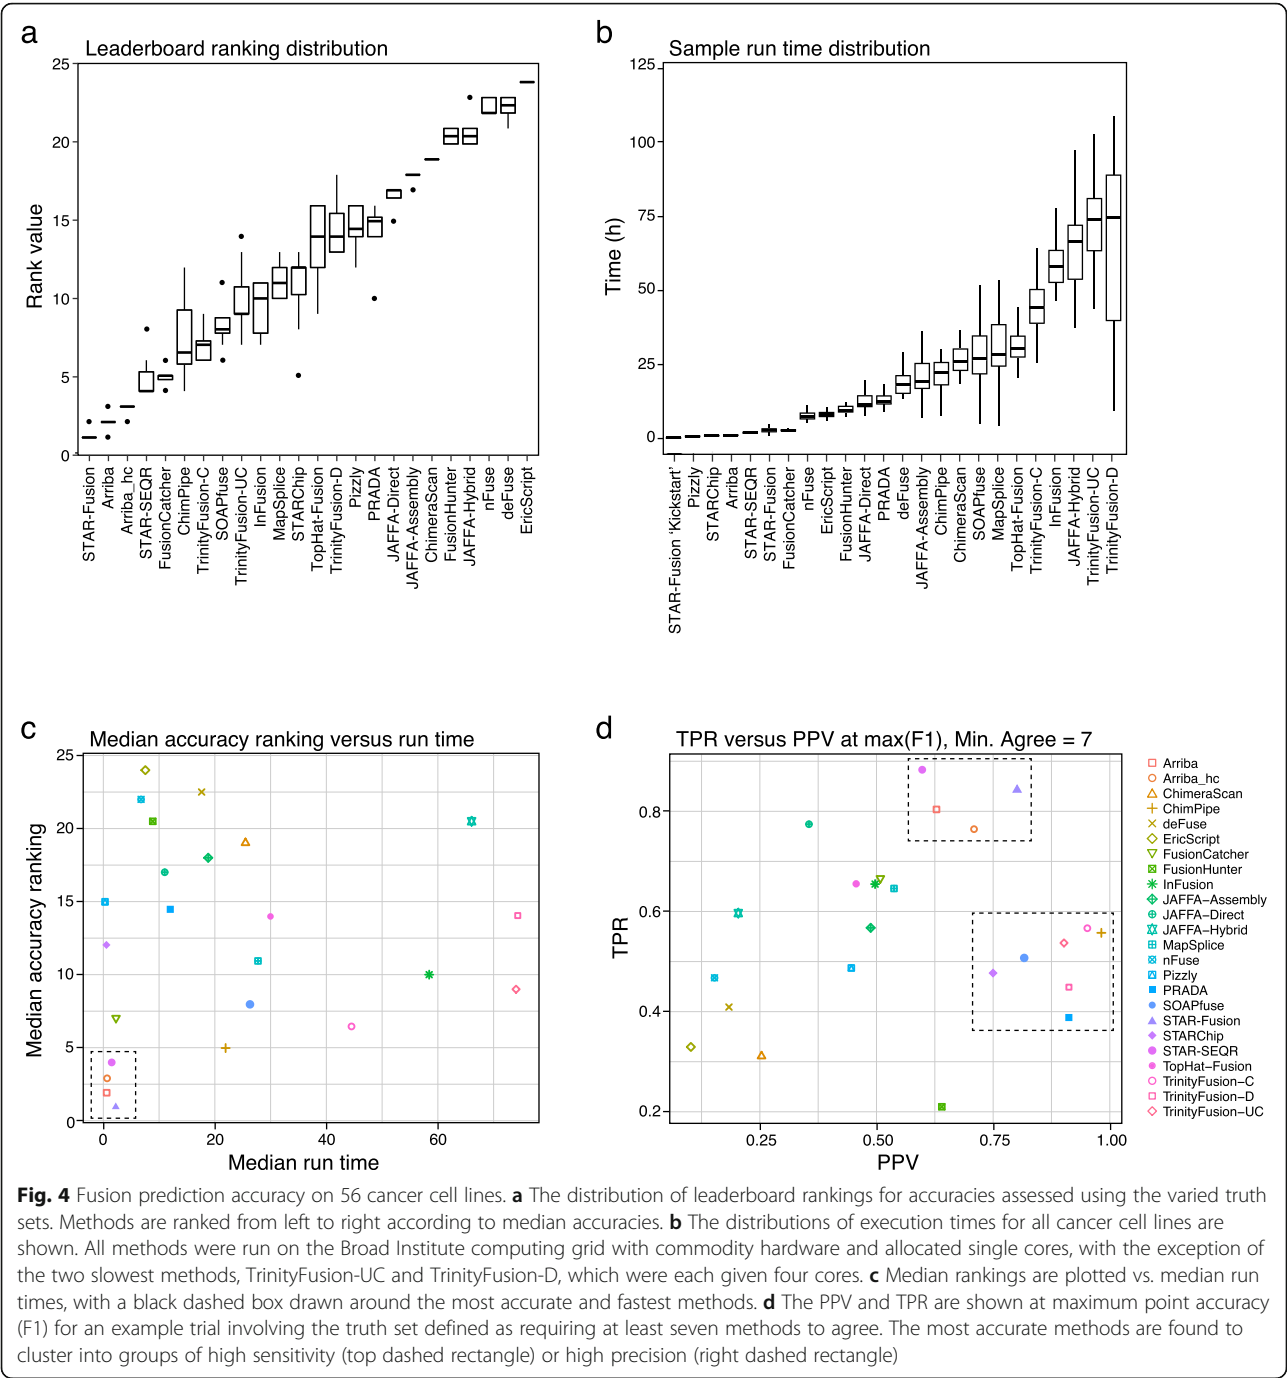 a
Leaderboard ranking distribution
25
20
15
10
5
0
Rank value
STAR-Fusion
Arriba
Arriba_hc
STAR-SEQR
FusionCatcher
ChimPipe
TrinityFusion-C
SOAPfuse
TrinityFusion-UC
InFusion
MapSplice
STARChip
TopHat-Fusion
TrinityFusion-D
Pizzly
PRADA
JAFFA-Direct
JAFFA-Assembly
ChimeraScan
FusionHunter
JAFFA-Hybrid
nFuse
deFuse
EricScript
b
Sample run time distribution
125
100
75
50
25
0
Time (h)
STAR-Fusion 'Kickstart'
Pizzly
STARChip
Arriba
STAR-SEQR
STAR-Fusion
FusionCatcher
nFuse
EricScript
FusionHunter
JAFFA-Direct
PRADA
deFuse
JAFFA-Assembly
ChimPipe
ChimeraScan
SOAPfuse
MapSplice
TopHat-Fusion
TrinityFusion-C
InFusion
JAFFA-Hybrid
TrinityFusion-UC
TrinityFusion-D
c
Median accuracy ranking versus run time
25
20
15
10
5
0
Median accuracy ranking
0 20 40 60
Median run time
d
TPR versus PPV at max(F1), Min. Agree = 7
0.8
0.6
0.4
0.2
TPR
0.25 0.50 0.75 1.00
PPV
Arriba
Arriba_hc
ChimeraScan
ChimPipe
deFuse
EricScript
FusionCatcher
FusionHunter
InFusion
JAFFA−Assembly
JAFFA−Direct
JAFFA−Hybrid
MapSplice
nFuse
Pizzly
PRADA
SOAPfuse
STAR−Fusion
STARChip
STAR−SEQR
TopHat−Fusion
TrinityFusion−C
TrinityFusion−D
TrinityFusion−UC
Fig. 4 Fusion prediction accuracy on 56 cancer cell lines. a The distribution of leaderboard rankings for accuracies assessed using the varied truth
sets. Methods are ranked from left to right according to median accuracies. b The distributions of execution times for all cancer cell lines are
shown. All methods were run on the Broad Institute computing grid with commodity hardware and allocated single cores, with the exception of
the two slowest methods, TrinityFusion-UC and TrinityFusion-D, which were each given four cores. c Median rankings are plotted vs. median run
times, with a black dashed box drawn around the most accurate and fastest methods. d The PPV and TPR are shown at maximum point accuracy
(F1) for an example trial involving the truth set defined as requiring at least seven methods to agree. The most accurate methods are found to
cluster into groups of high sensitivity (top dashed rectangle) or high precision (right dashed rectangle)